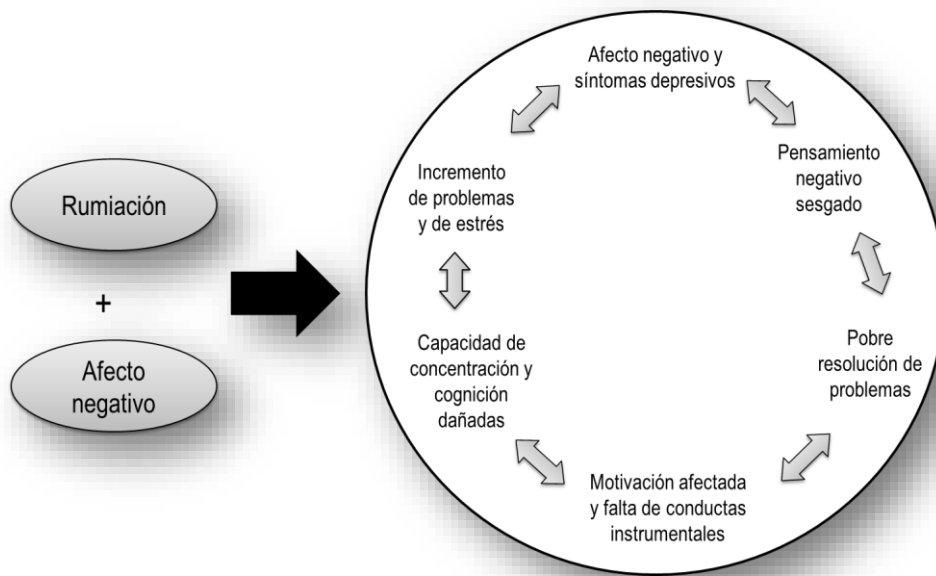 Rumiación
+
Afecto
negativo
Afecto negativo y
síntomas depresivos
Pensamiento
negativo
sesgado
Pobre
resolución de
problemas
Motivación afectada
y falta de conductas
instrumentales
Capacidad de
concentración y
cognición
dañadas
Incremento
de problemas
y de estrés